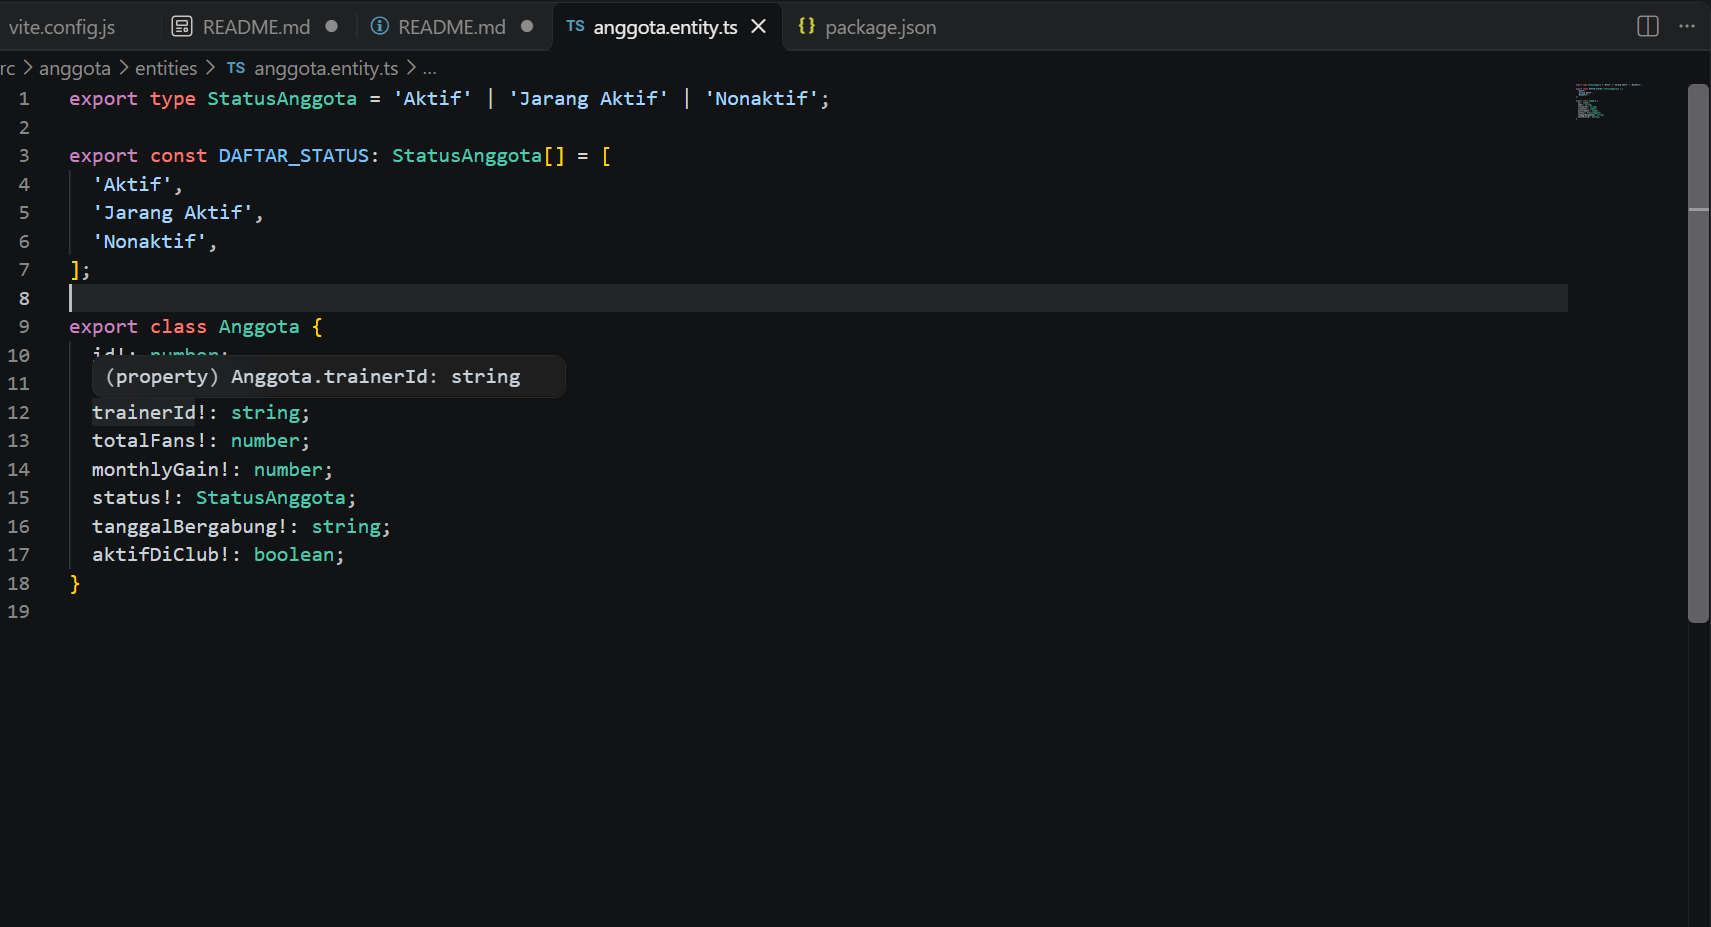 vite.config.js README.md README.md TS anggota.entity.ts {} package.json
rc > anggota > entities > TS anggota.entity.ts > ...
1 export type StatusAnggota = 'Aktif' | 'Jarang Aktif' | 'Nonaktif';
2
3 export const DAFTAR_STATUS: StatusAnggota[] = [
4 'Aktif',
5 'Jarang Aktif',
6 'Nonaktif',
7 ];
8
9 export class Anggota {
10 id!: number;
11 (property) Anggota.trainerId: string
12 trainerId!: string;
13 totalFans!: number;
14 monthlyGain!: number;
15 status!: StatusAnggota;
16 tanggalBergabung!: string;
17 aktifDiClub!: boolean;
18 }
19